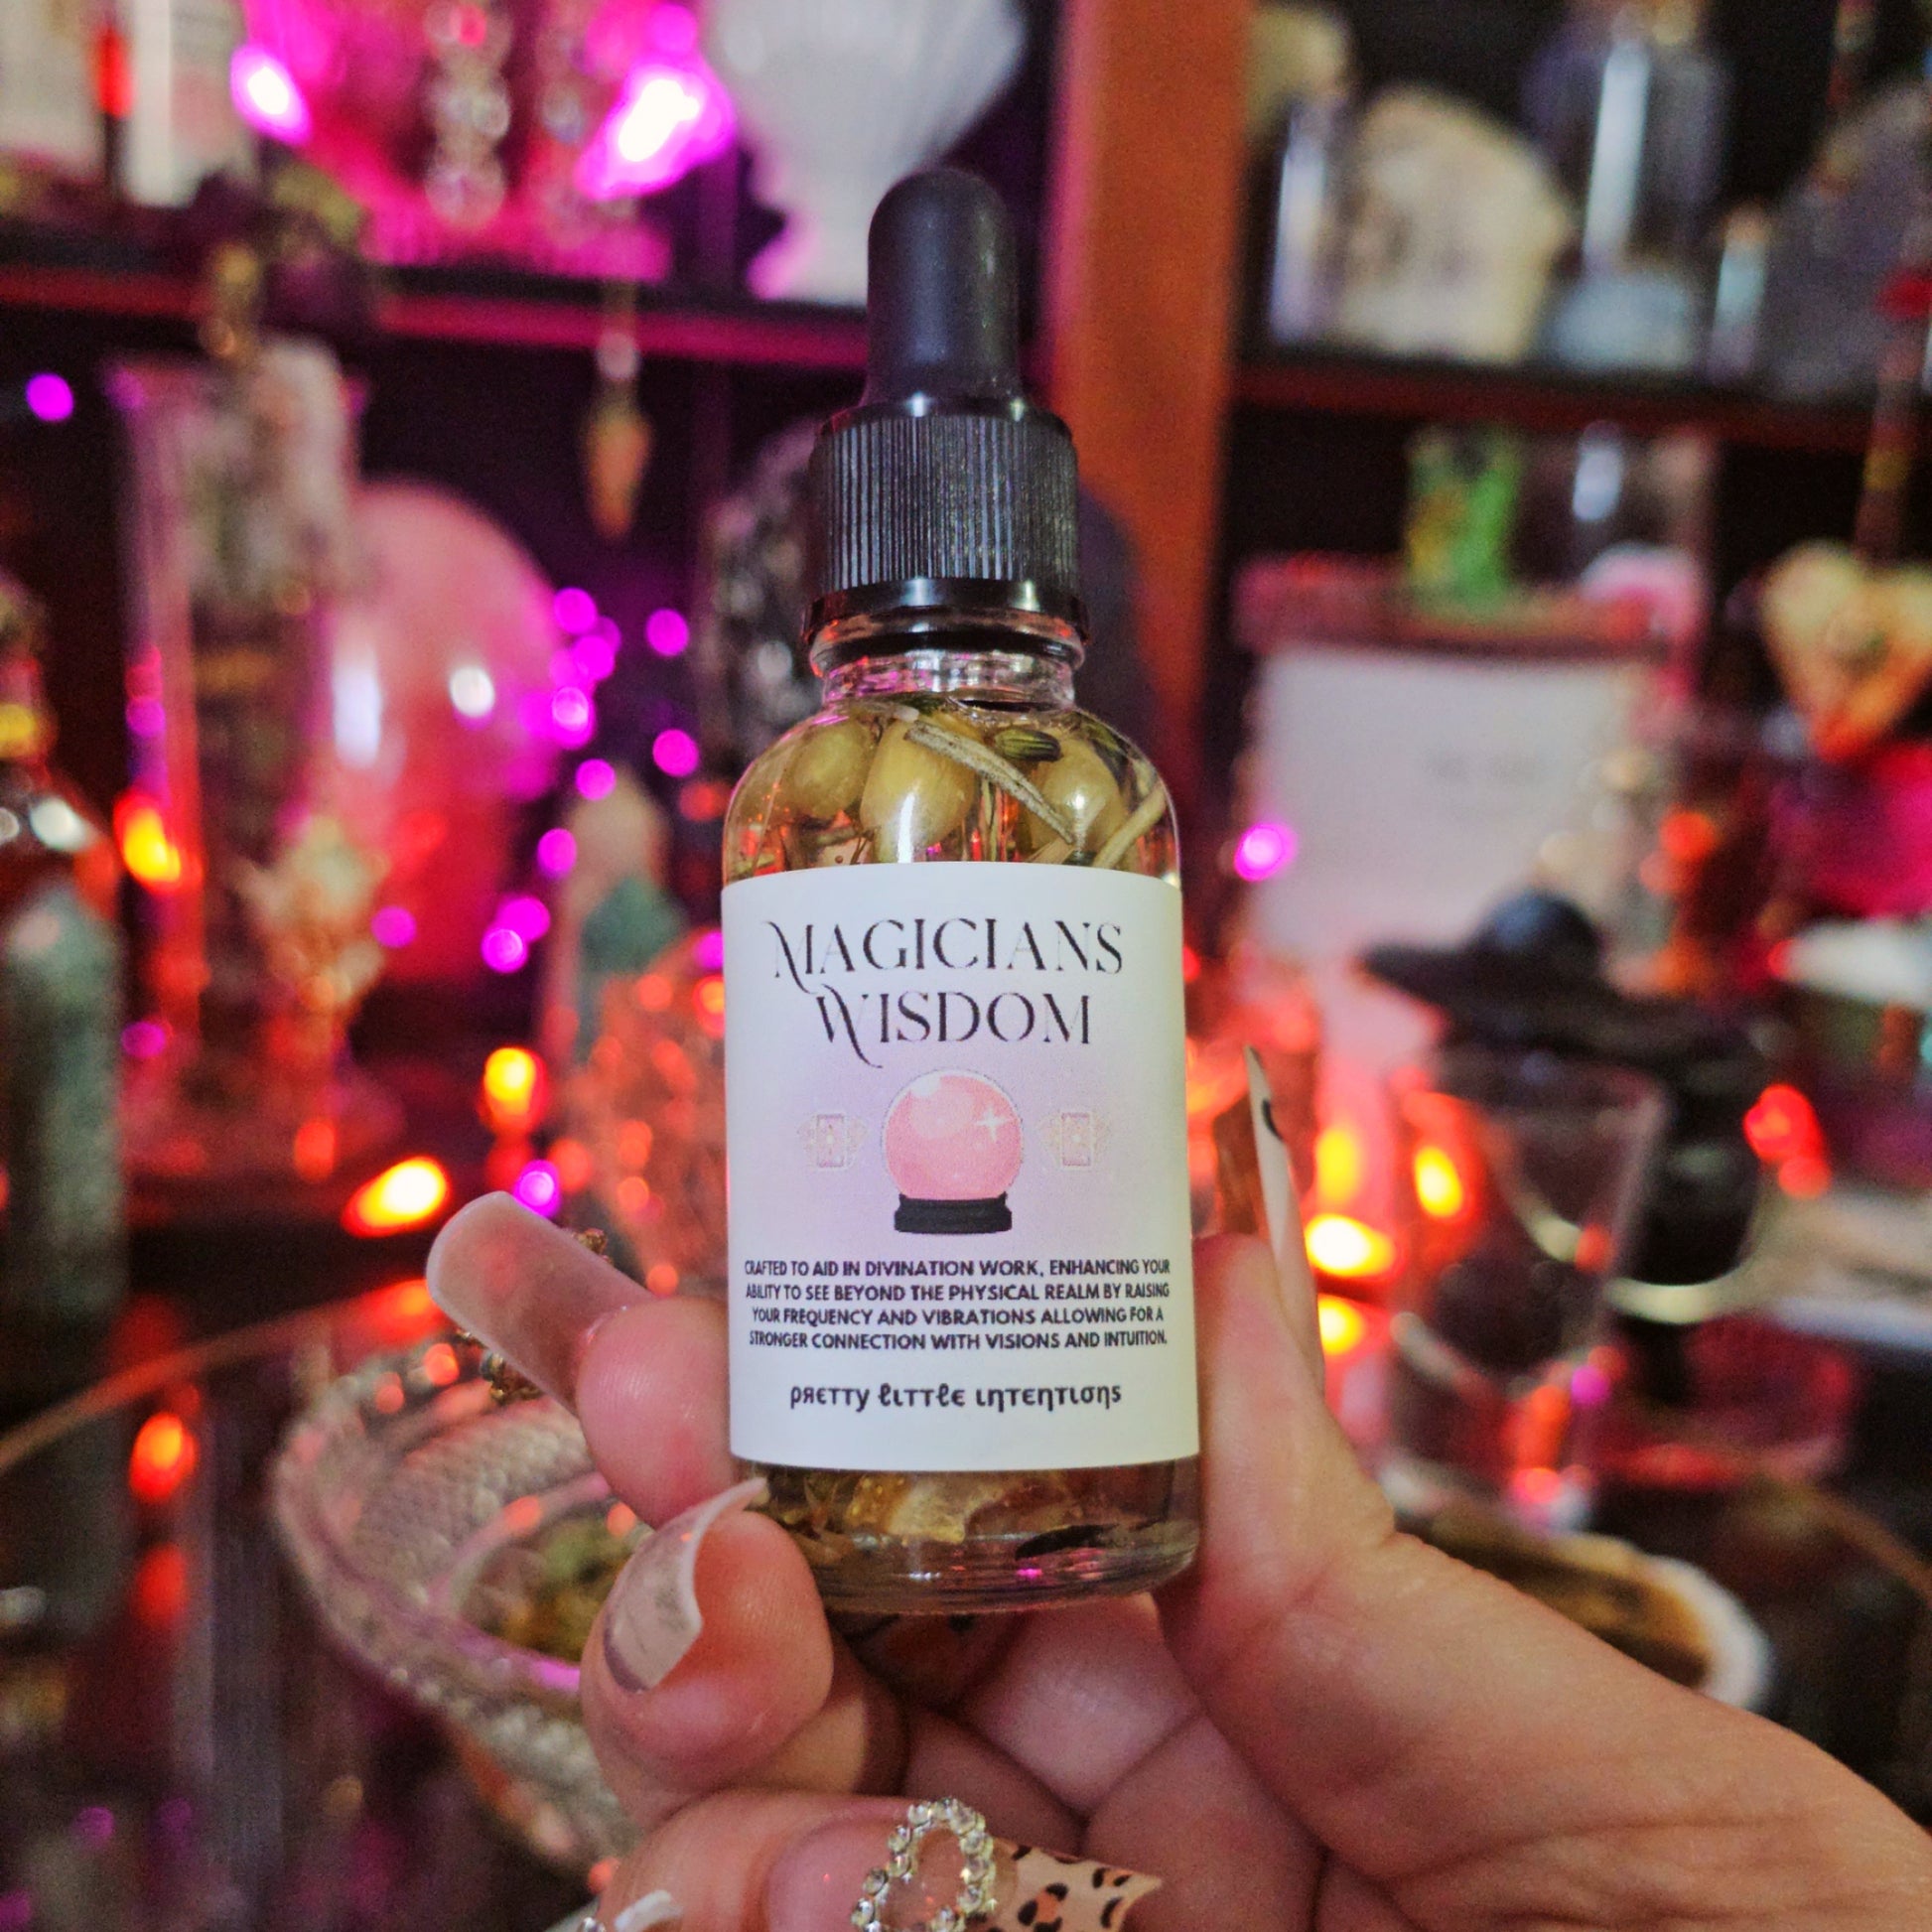 MAGICIANS
WISDOM
CRAFTED TO AID IN DIVINATION WORK, ENHANCING YOUR
ABILITY TO SEE BEYOND THE PHYSICAL REALM BY RAISING
YOUR FREQUENCY AND VIBRATIONS ALLOWING FOR A
STRONGER CONNECTION WITH VISIONS AND INTUITION.
pretty little intentions